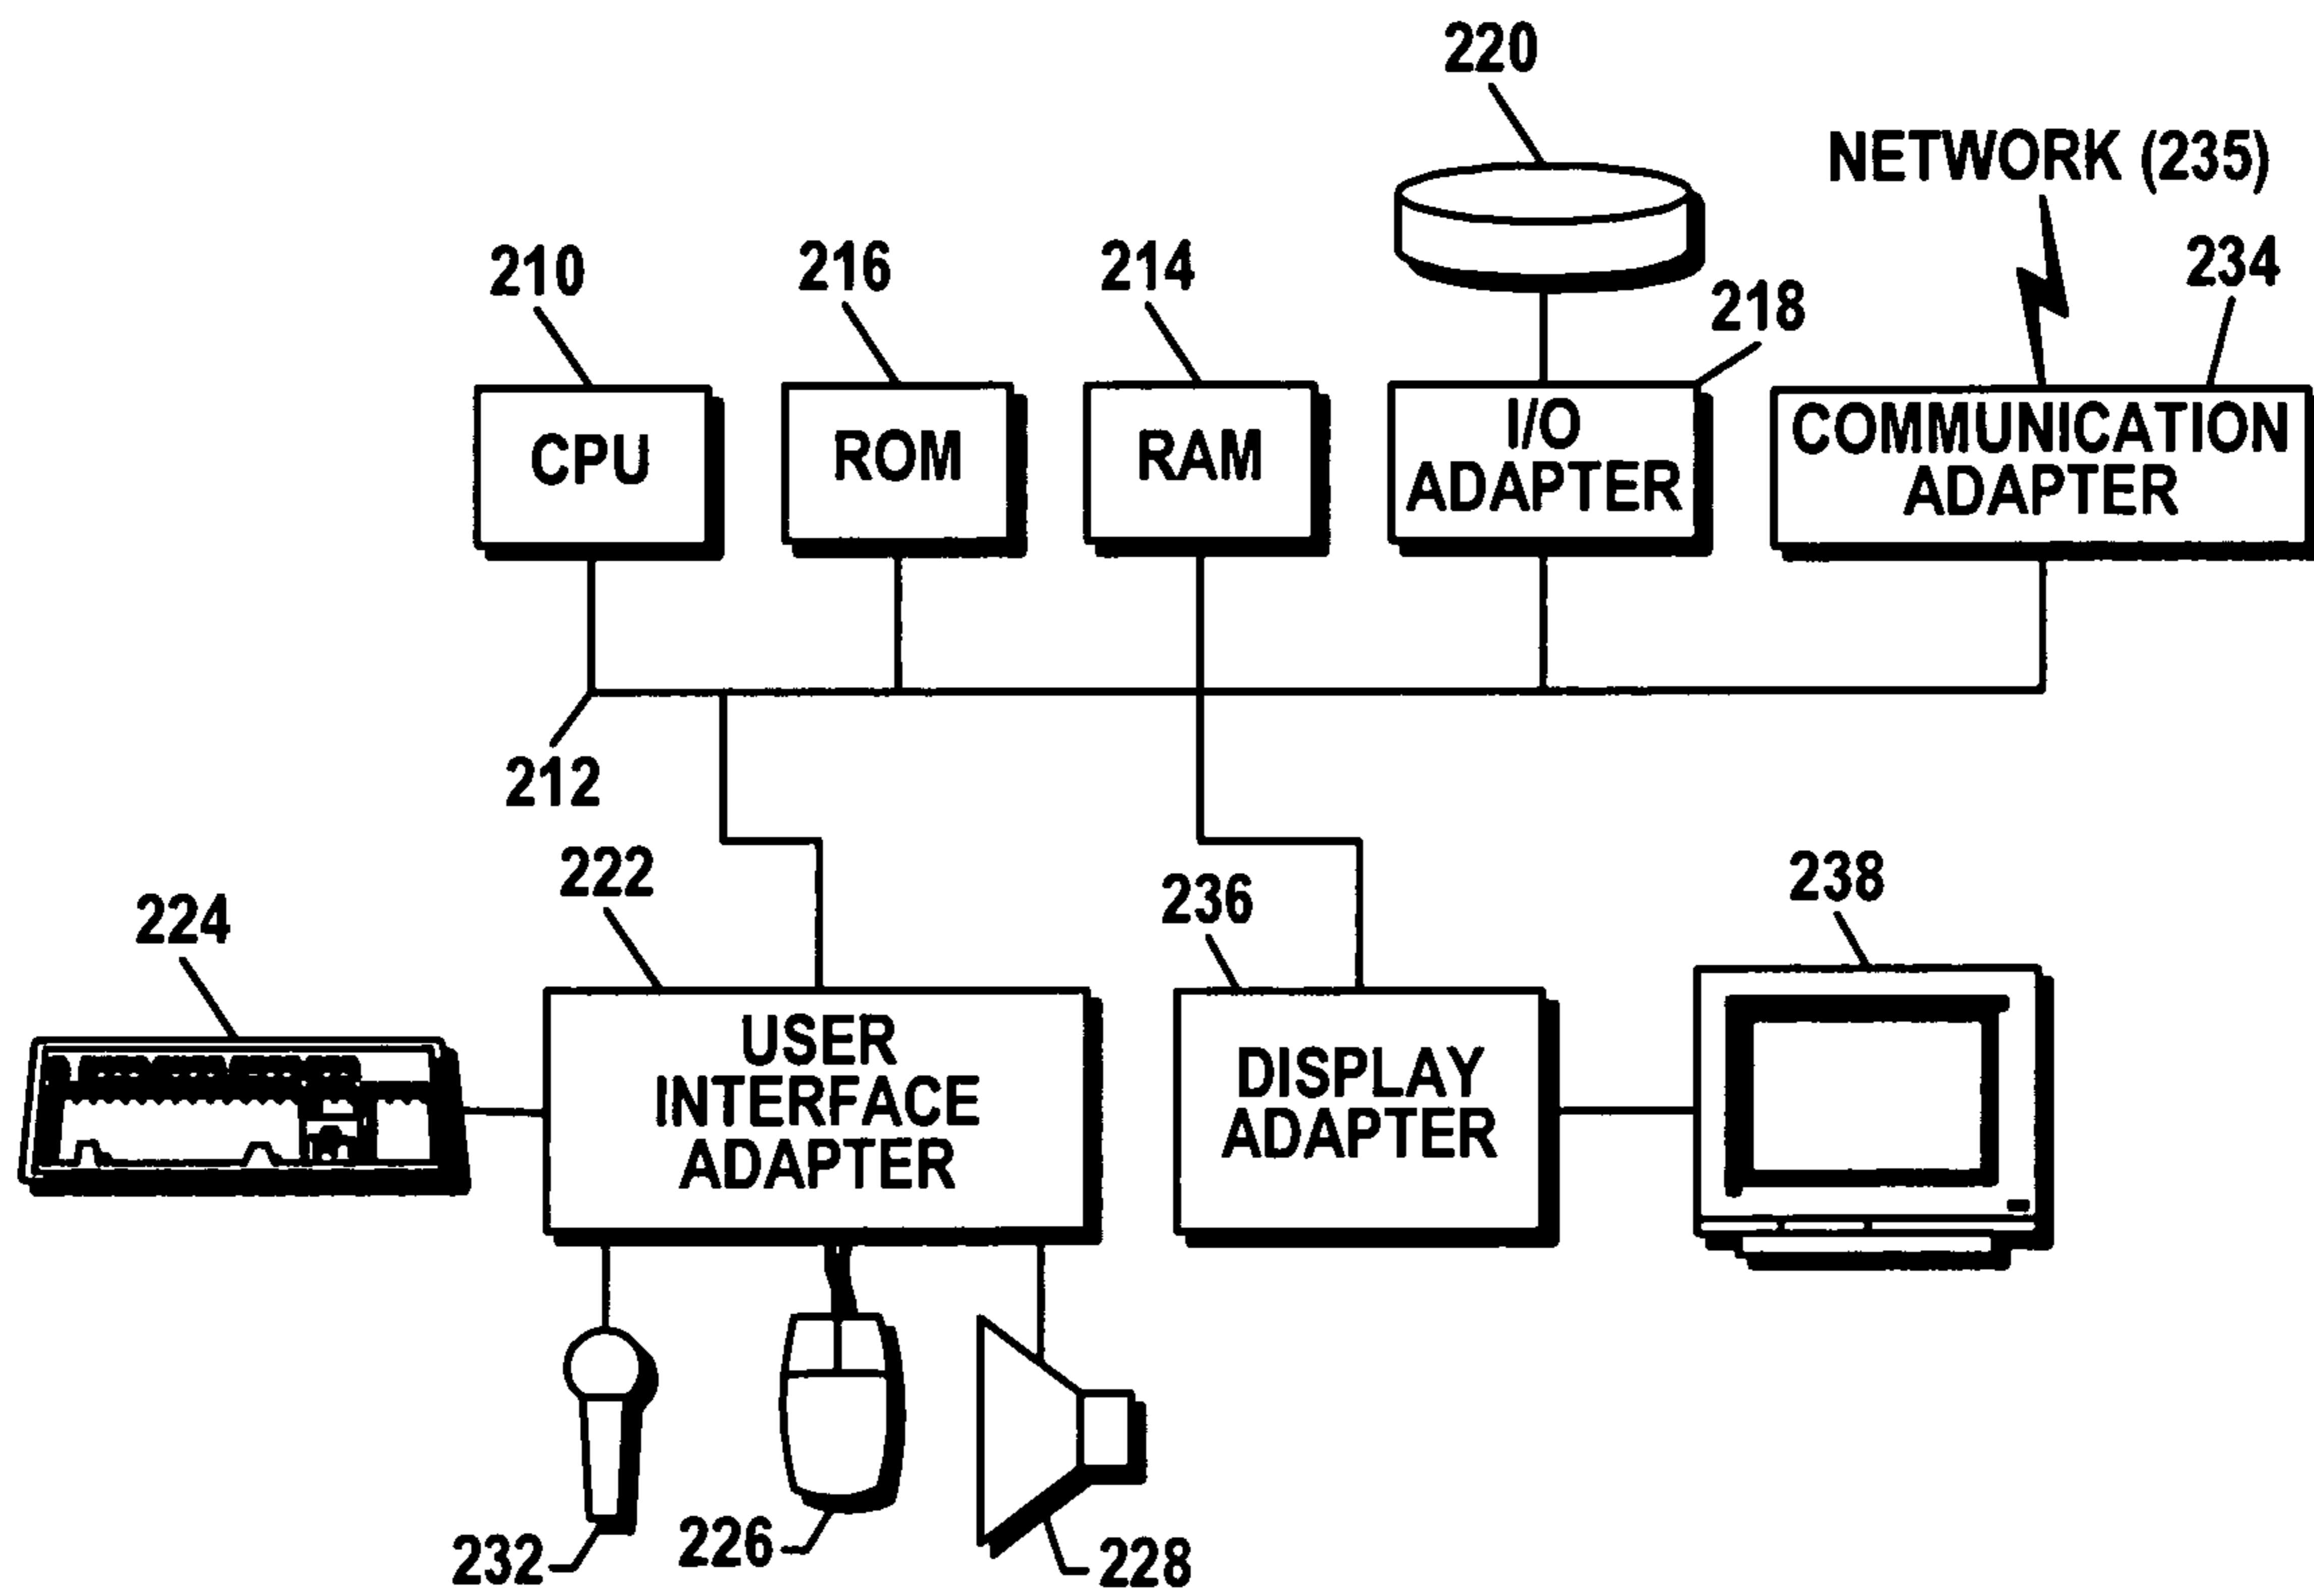 220
NETWORK (235)
210
216
214
218
234
CPU
ROM
RAM
I/O
ADAPTER
COMMUNICATION
ADAPTER
212
222
236
238
224
USER
INTERFACE
ADAPTER
DISPLAY
ADAPTER
232
226
228